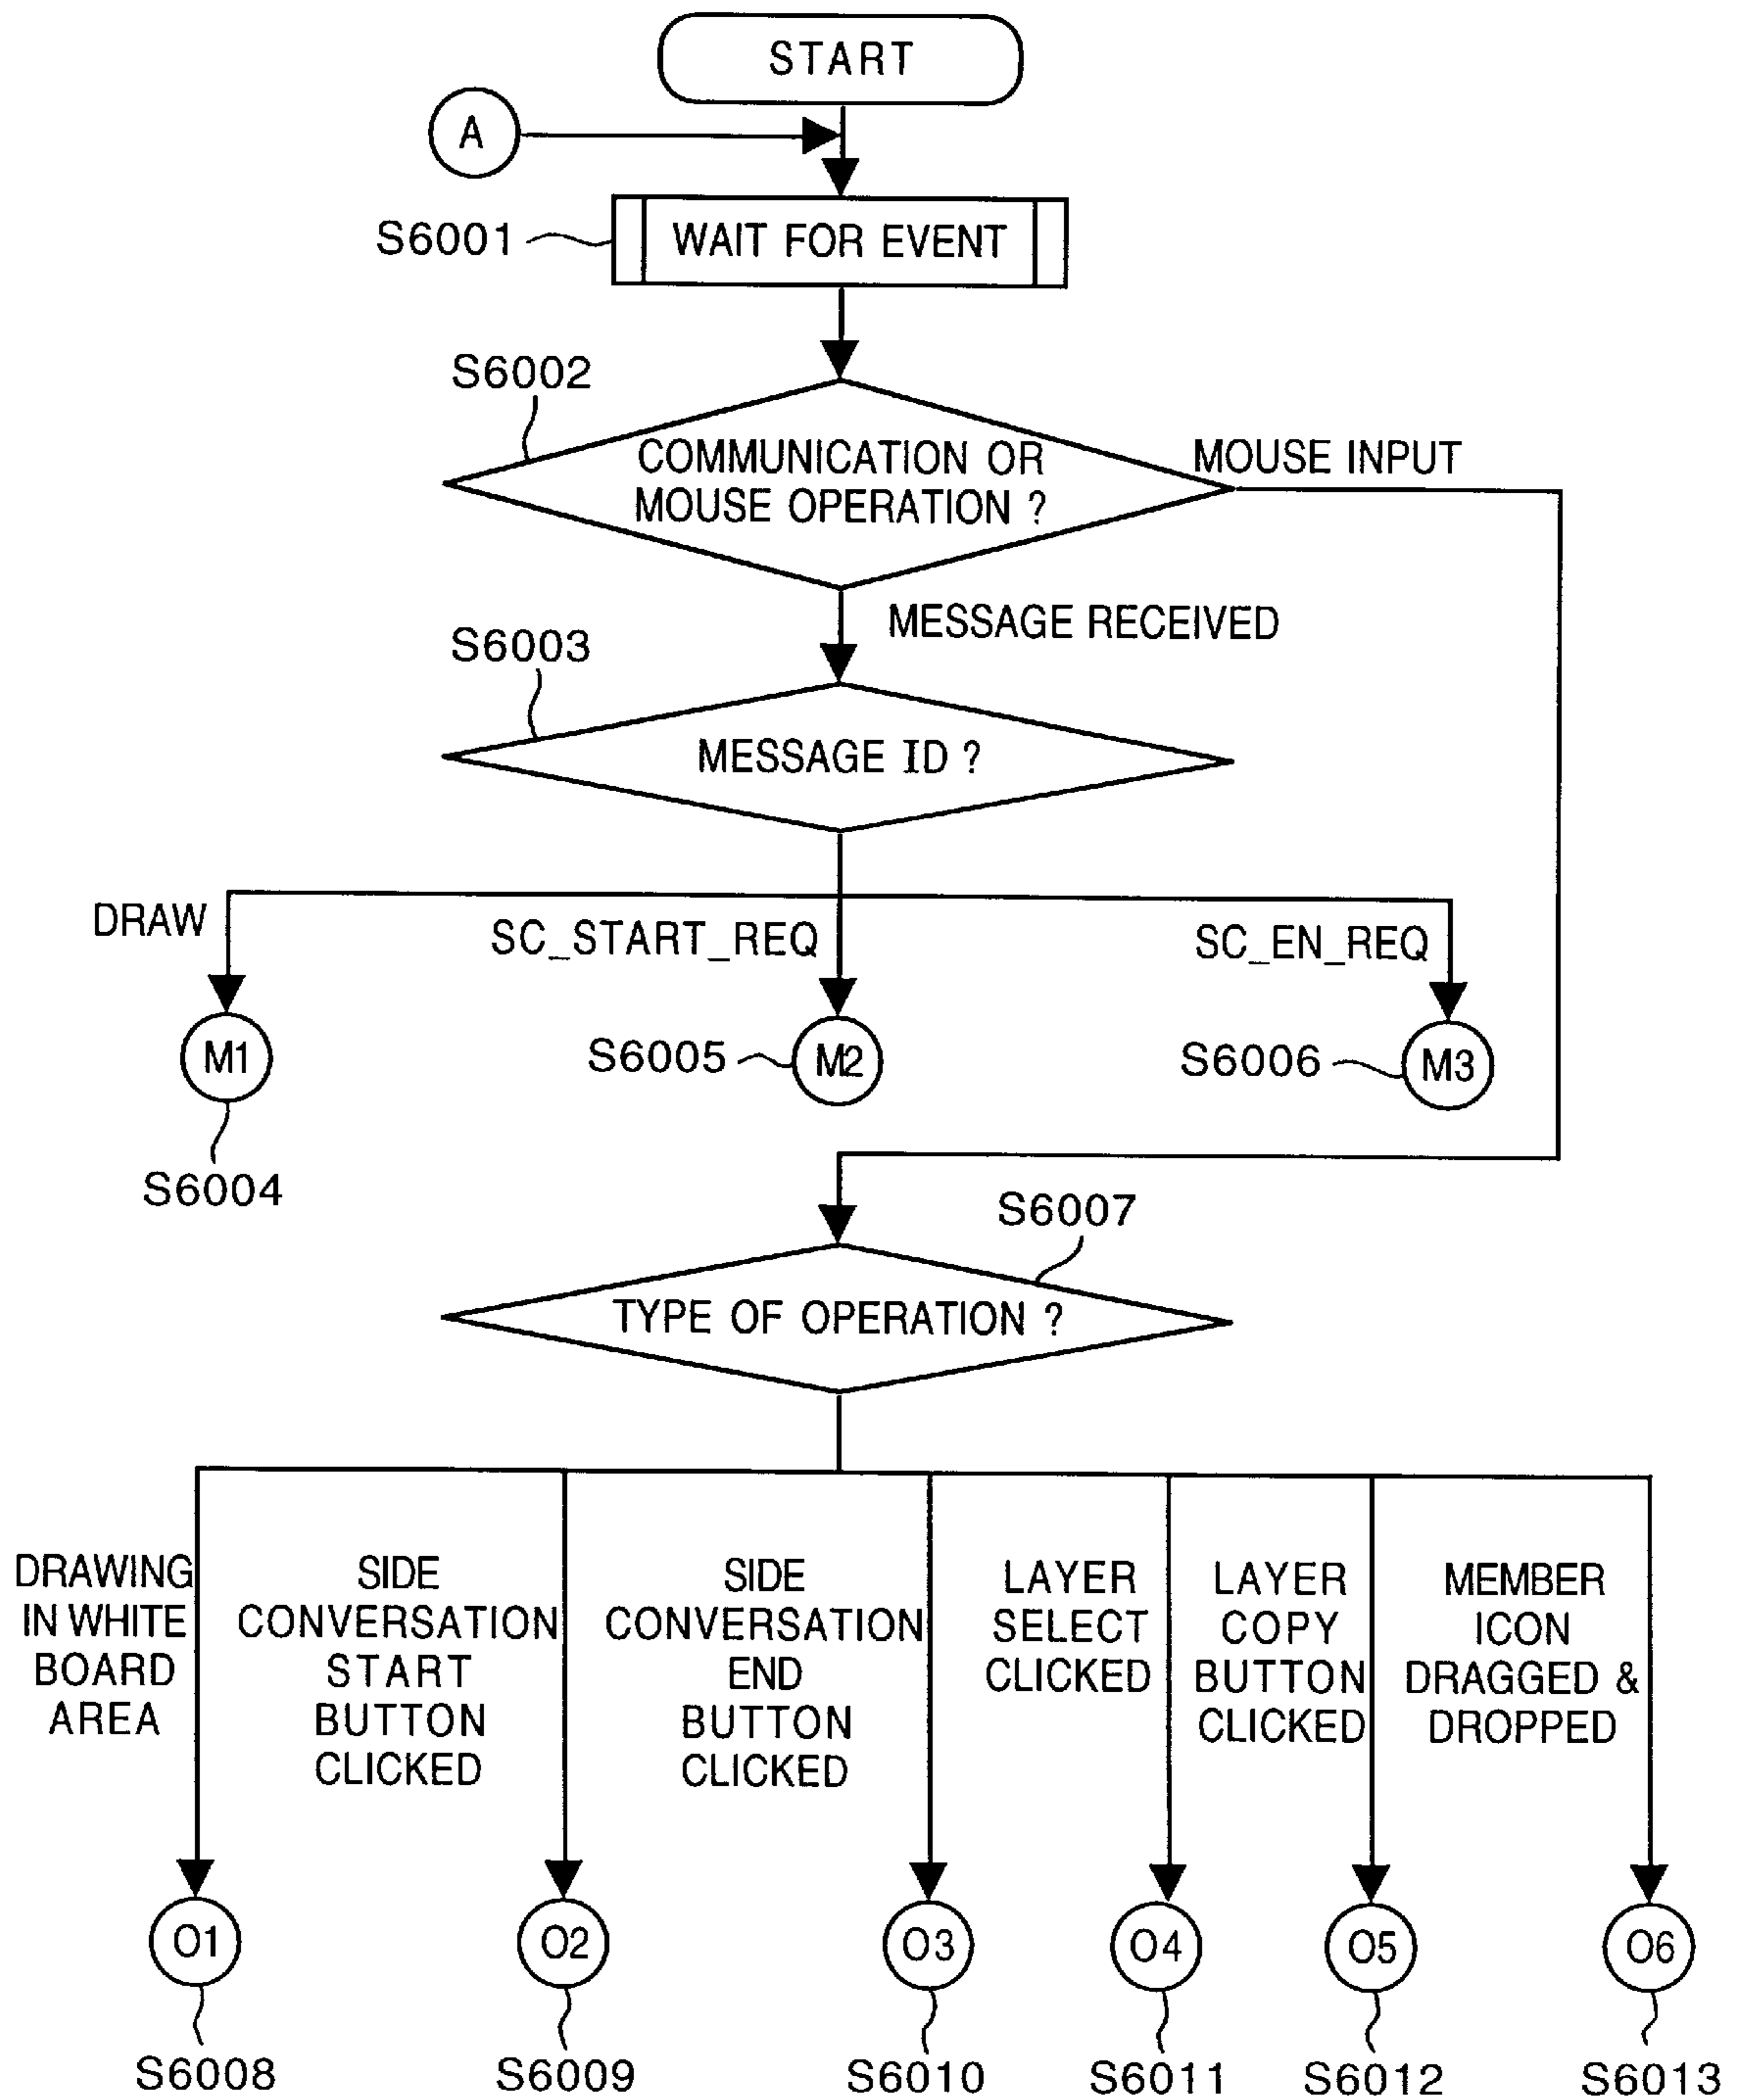 START
A
S6001
WAIT FOR EVENT
S6002
COMMUNICATION OR
MOUSE OPERATION ?
MOUSE INPUT
MESSAGE RECEIVED
S6003
MESSAGE ID ?
DRAW
SC_START_REQ
SC_EN_REQ
M1
S6005
M2
S6006
M3
S6004
S6007
TYPE OF OPERATION ?
DRAWING
IN WHITE
BOARD
AREA
SIDE
CONVERSATION
START
BUTTON
CLICKED
SIDE
CONVERSATION
END
BUTTON
CLICKED
LAYER
SELECT
CLICKED
LAYER
COPY
BUTTON
CLICKED
MEMBER
ICON
DRAGGED &
DROPPED
O1
O2
O3
O4
O5
O6
S6008
S6009
S6010
S6011
S6012
S6013